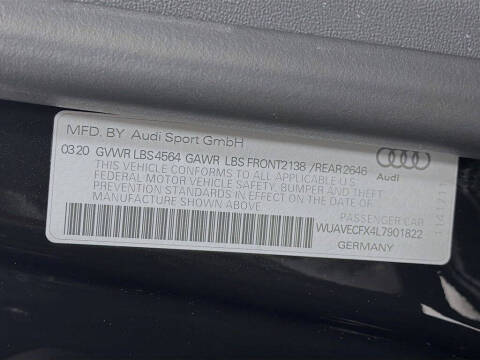 MFD. BY Audi Sport GmbH
0320 GVWR LBS4564 GAWR LBS FRONT2138 /REAR2646
THIS VEHICLE CONFORMS TO ALL APPLICABLE U.S.
FEDERAL MOTOR VEHICLE SAFETY, BUMPER AND THEFT
PREVENTION STANDARDS IN EFFECT ON THE DATE OF
MANUFACTURE SHOWN ABOVE.
Audi
PASSENGER CAR
WUAVECFX4L7901822
GERMANY